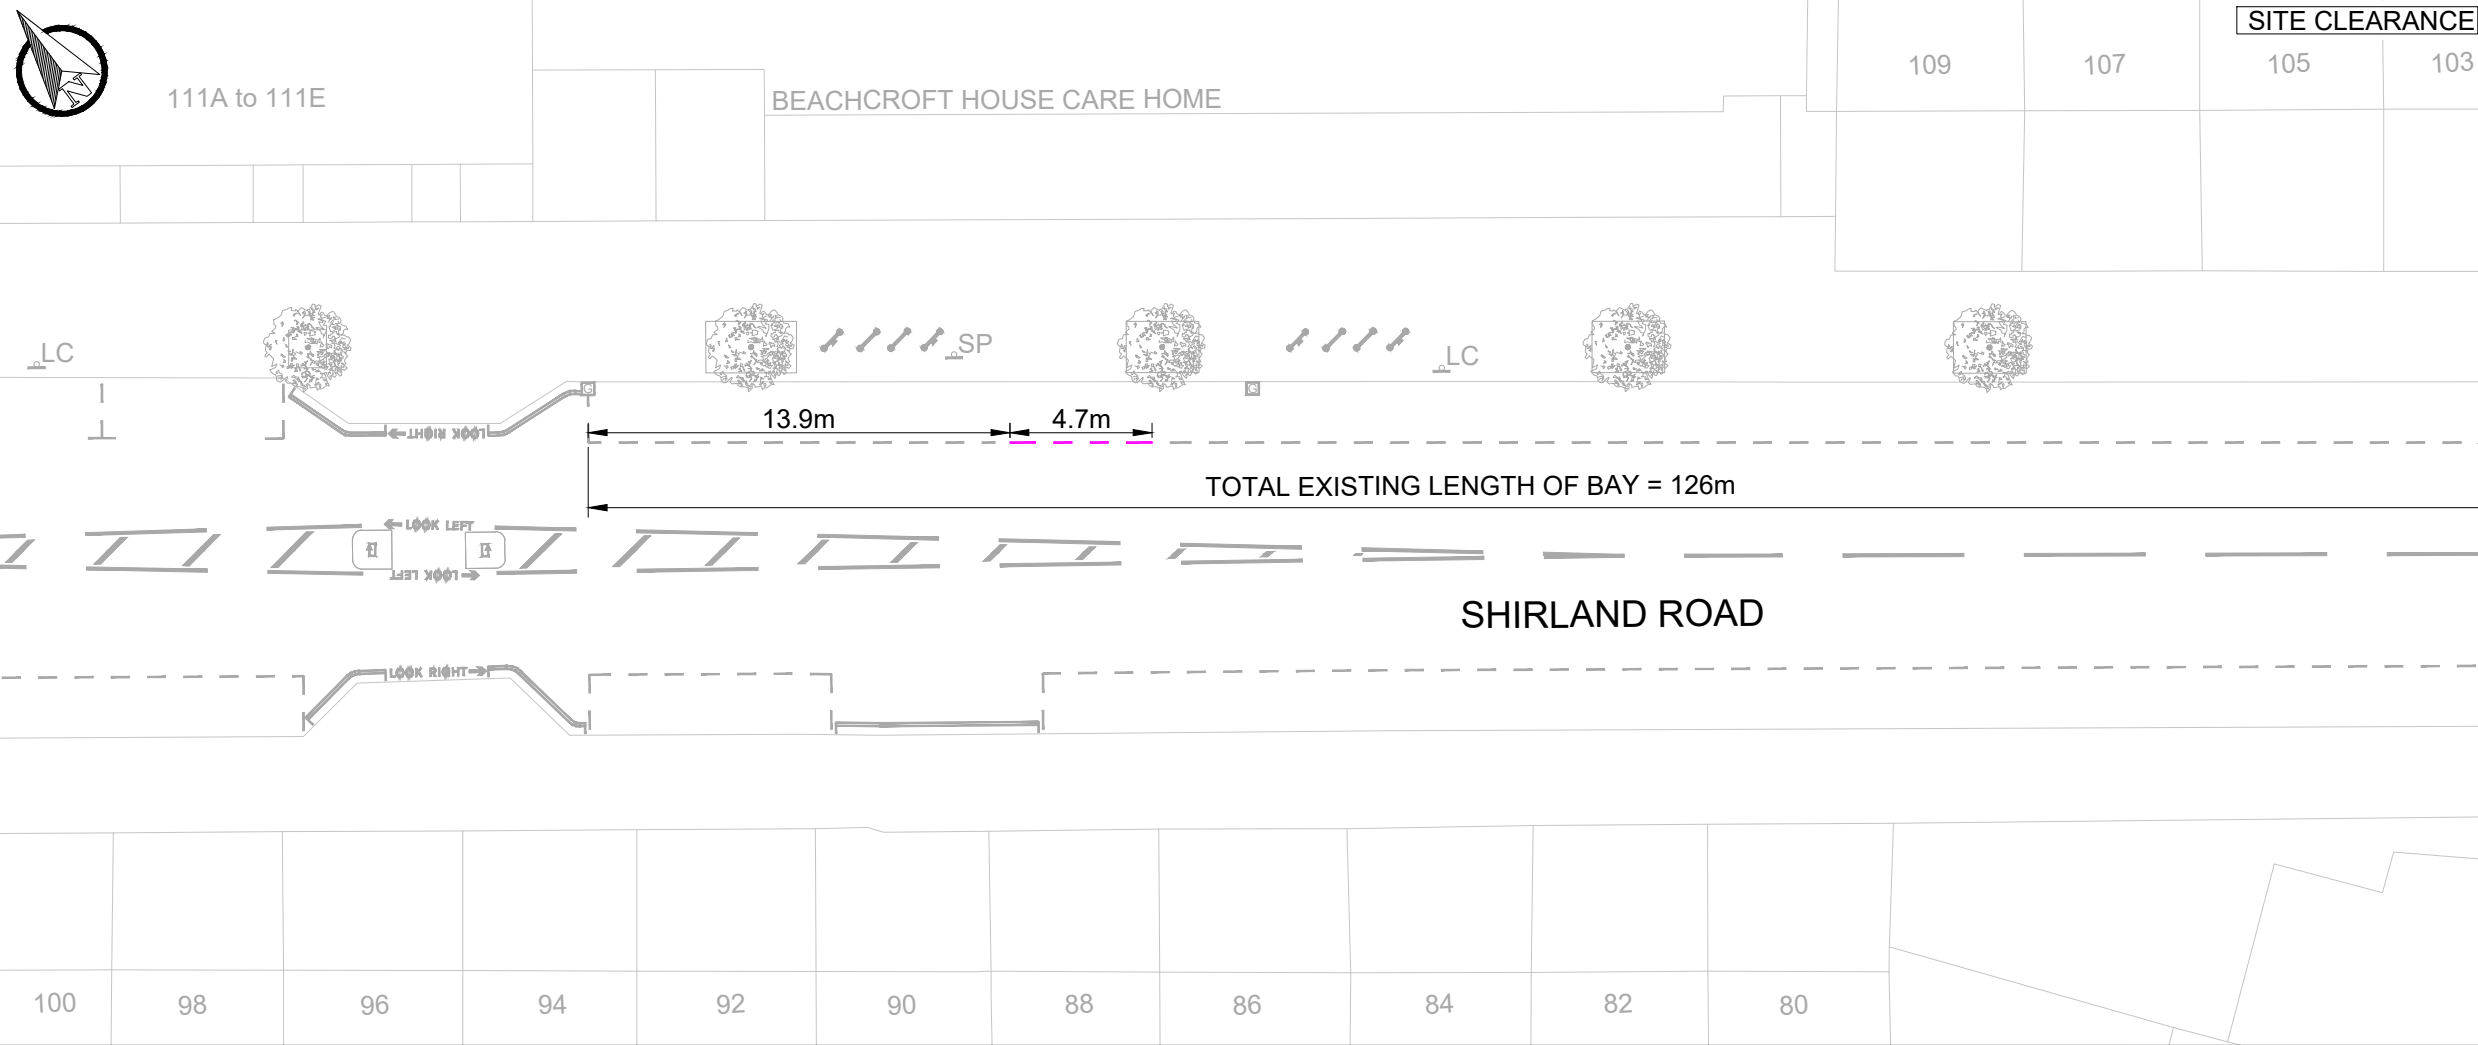 SITE CLEARANCE
N
111A to 111E
BEACHCROFT HOUSE CARE HOME
109
107
105
103
LC
SP
LC
G
G
13.9m
4.7m
LOOK RIGHT
TOTAL EXISTING LENGTH OF BAY = 126m
LOOK LEFT
LOOK LEFT
SHIRLAND ROAD
LOOK RIGHT
100
98
96
94
92
90
88
86
84
82
80